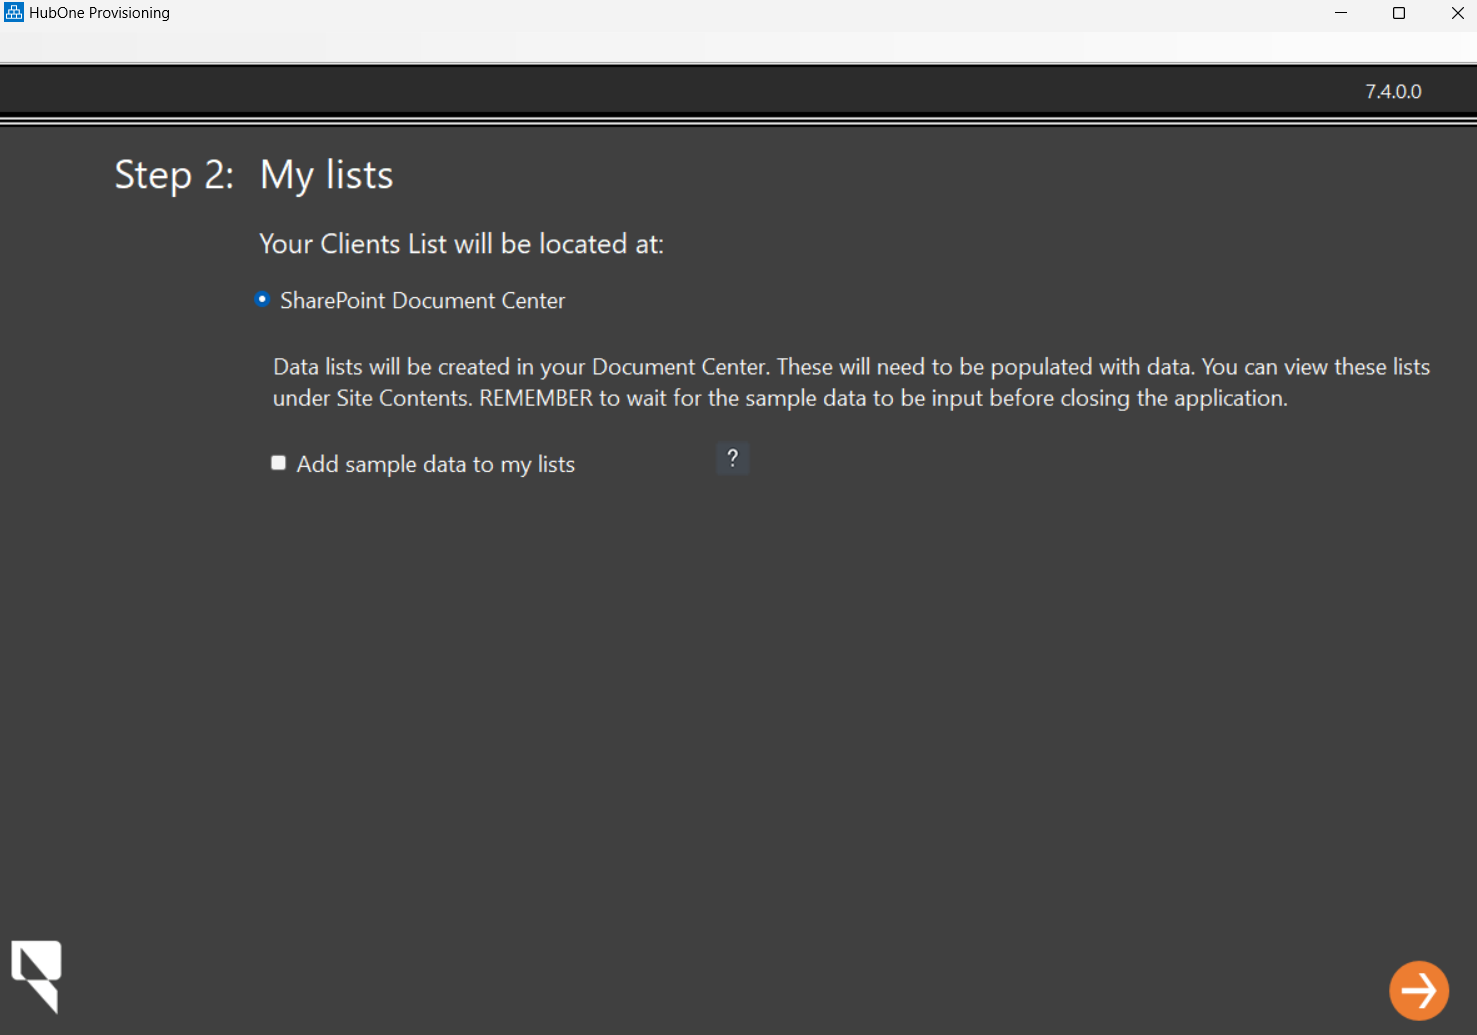 HubOne Provisioning
7.4.0.0
Step 2: My lists
Your Clients List will be located at:
SharePoint Document Center
Data lists will be created in your Document Center. These will need to be populated with data. You can view these lists
under Site Contents. REMEMBER to wait for the sample data to be input before closing the application.
Add sample data to my lists
?